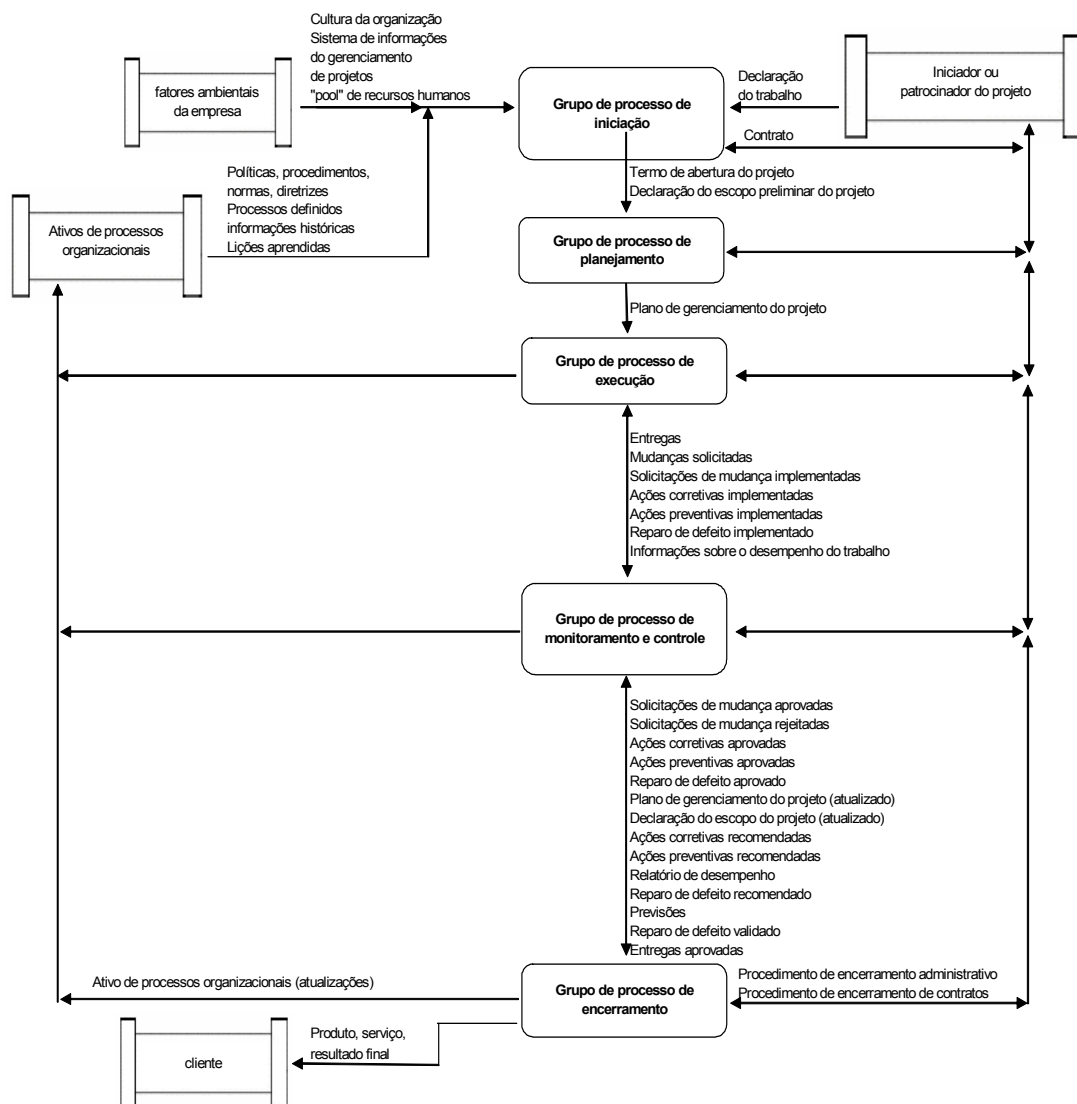 Cultura da organização
Sistema de informações
do gerenciamento
de projetos
"pool" de recursos humanos
fatores ambientais
da empresa
Grupo de processo de
iniciação
Declaração
do trabalho
Iniciador ou
patrocinador do projeto
Contrato
Políticas, procedimentos,
normas, diretrizes
Processos definidos
informações históricas
Lições aprendidas
Ativos de processos
organizacionais
Termo de abertura do projeto
Declaração do escopo preliminar do projeto
Grupo de processo de
planejamento
Plano de gerenciamento do projeto
Grupo de processo de
execução
Entregas
Mudanças solicitadas
Solicitações de mudança implementadas
Ações corretivas implementadas
Ações preventivas implementadas
Reparo de defeito implementado
Informações sobre o desempenho do trabalho
Grupo de processo de
monitoramento e controle
Solicitações de mudança aprovadas
Solicitações de mudança rejeitadas
Ações corretivas aprovadas
Ações preventivas aprovadas
Reparo de defeito aprovado
Plano de gerenciamento do projeto (atualizado)
Declaração do escopo do projeto (atualizado)
Ações corretivas recomendadas
Ações preventivas recomendadas
Relatório de desempenho
Reparo de defeito recomendado
Previsões
Reparo de defeito validado
Entregas aprovadas
Ativo de processos organizacionais (atualizações)
Grupo de processo de
encerramento
Procedimento de encerramento administrativo
Procedimento de encerramento de contratos
Produto, serviço,
resultado final
cliente